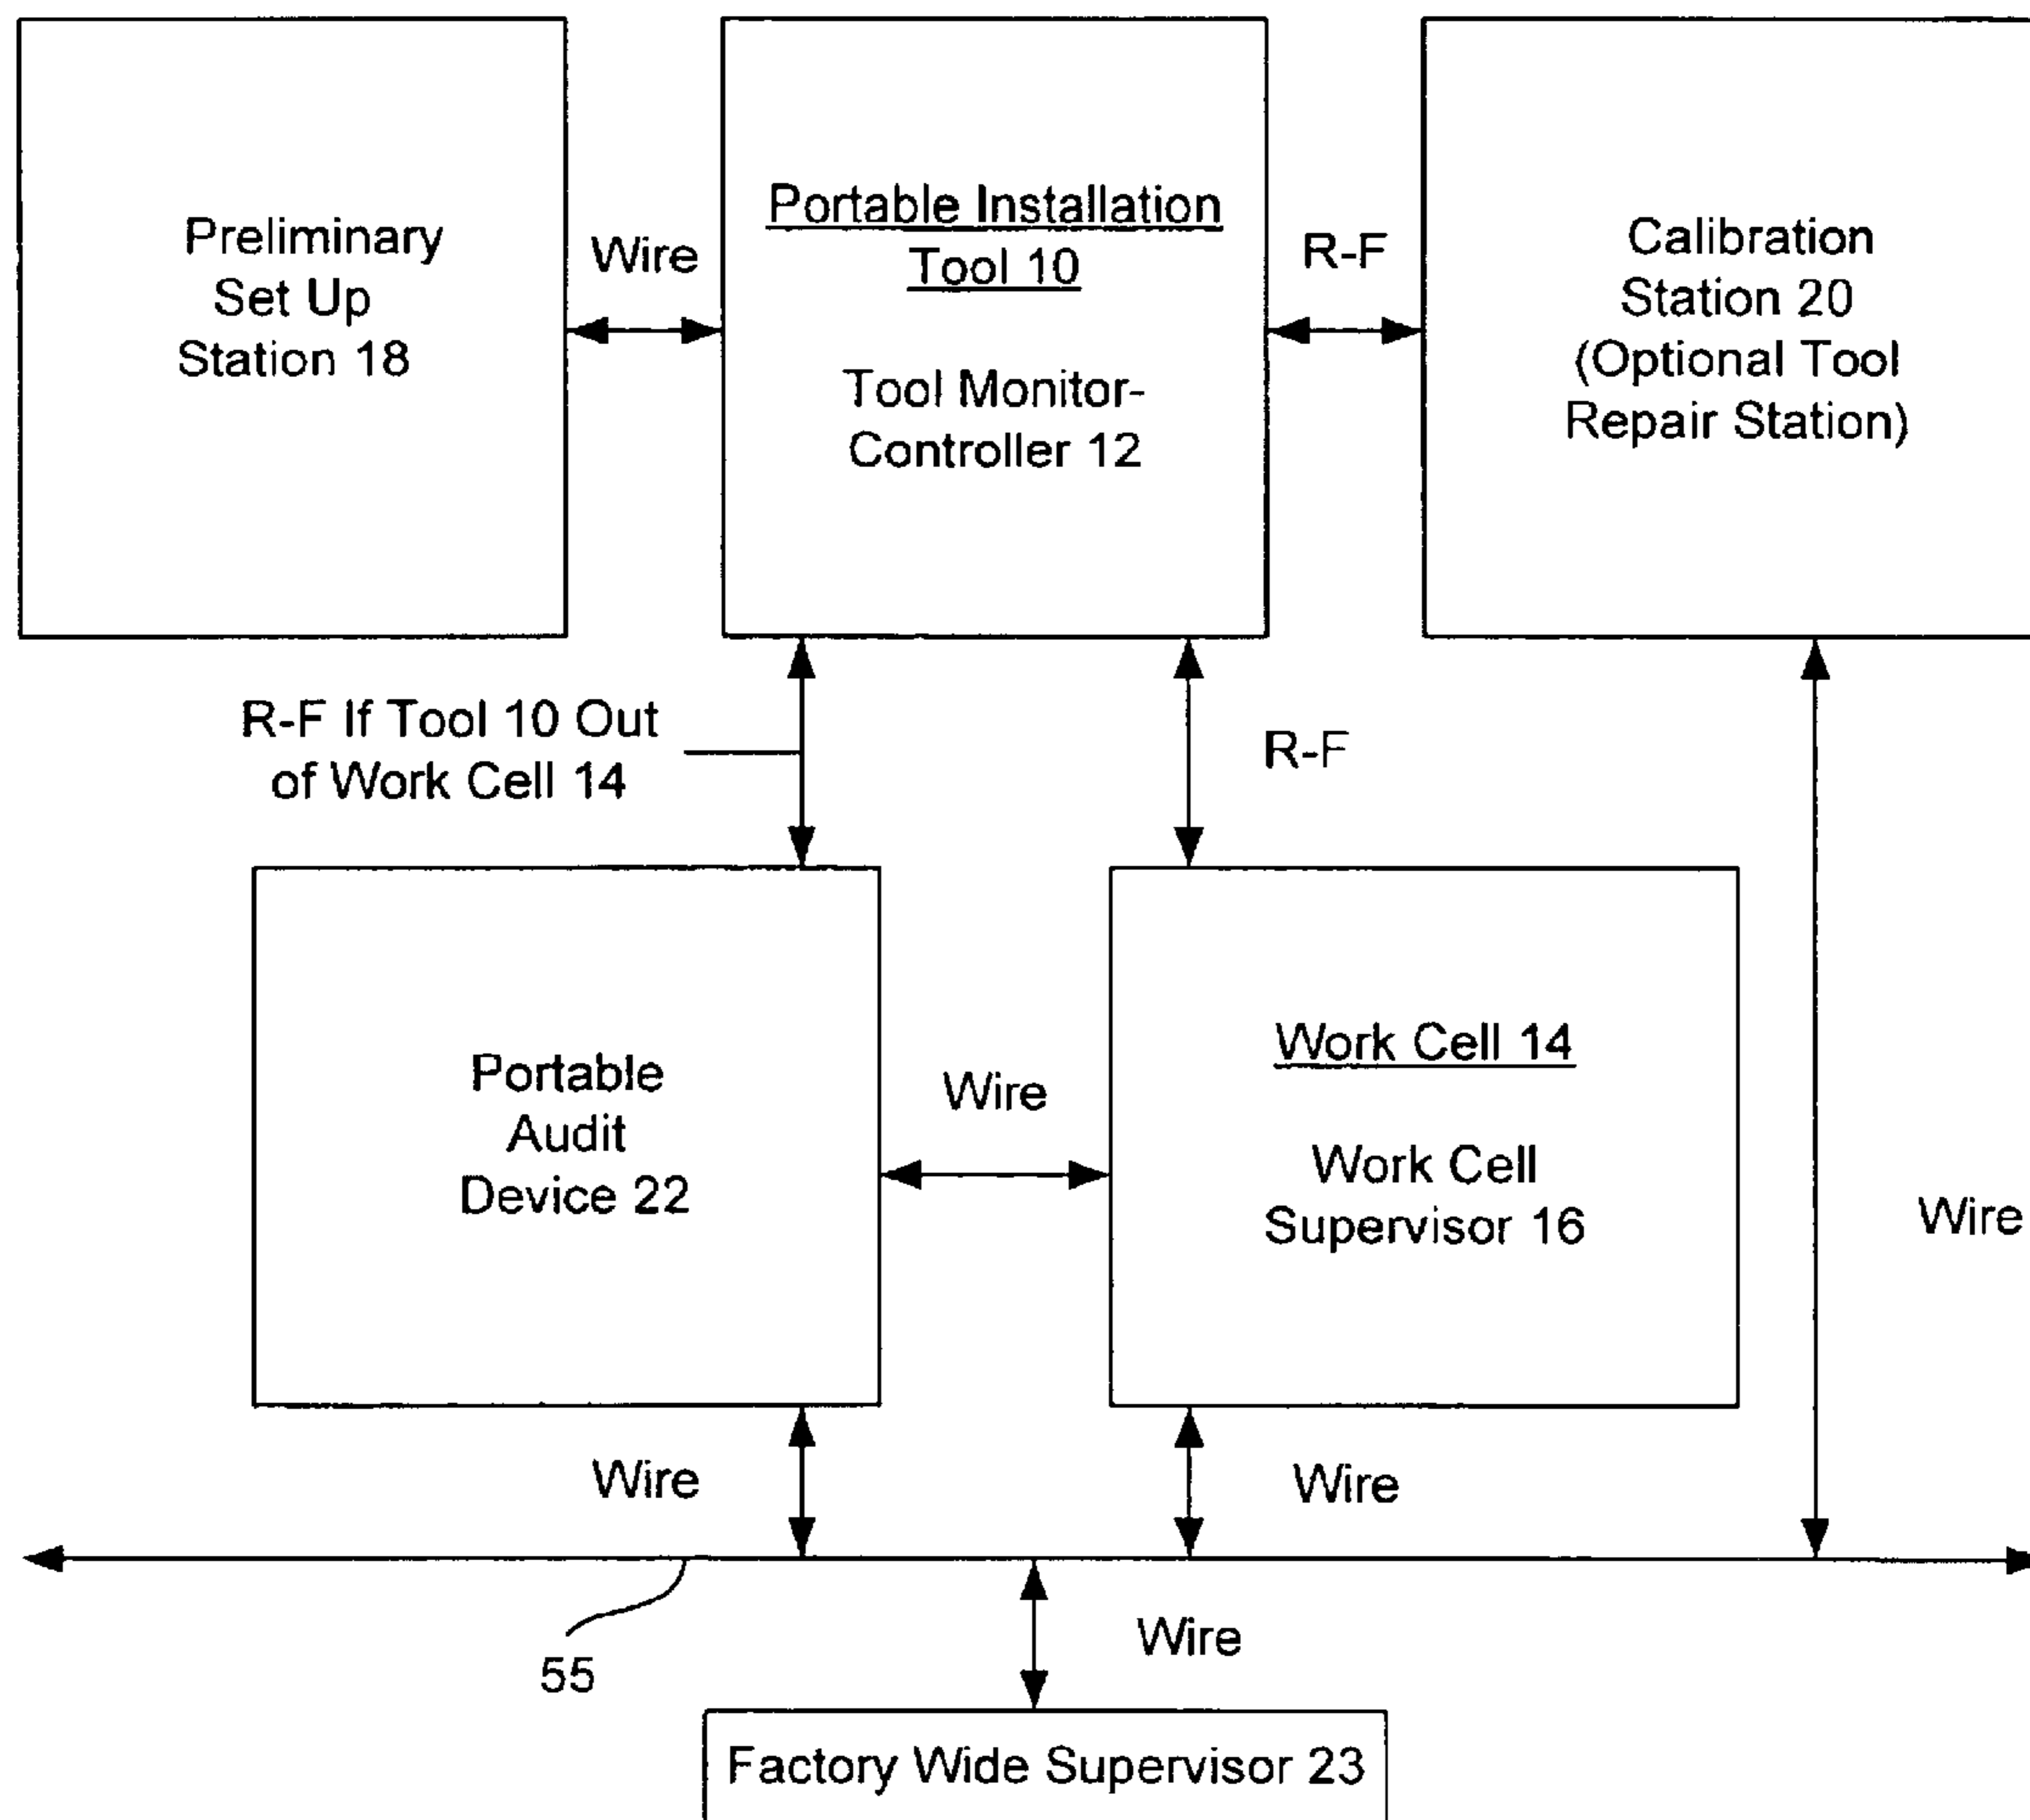 Preliminary
Set Up
Station 18
Wire
Portable Installation
Tool 10
Tool Monitor-
Controller 12
R-F
Calibration
Station 20
(Optional Tool
Repair Station)
R-F If Tool 10 Out
of Work Cell 14
R-F
Portable
Audit
Device 22
Wire
Work Cell 14
Work Cell
Supervisor 16
Wire
Wire
Wire
55
Wire
Factory Wide Supervisor 23